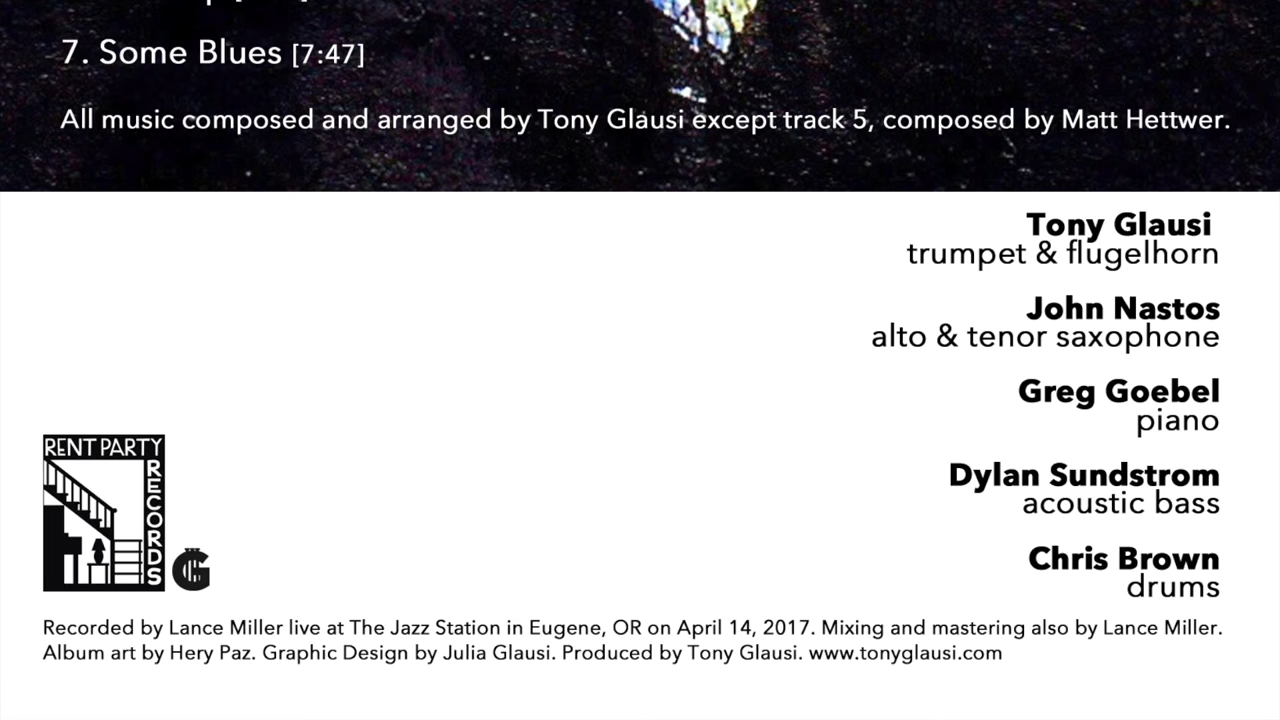 7. Some Blues [7:47]
All music composed and arranged by Tony Glausi except track 5, composed by Matt Hettwer.
Tony Glausi
trumpet & flugelhorn
John Nastos
alto & tenor saxophone
Greg Goebel
piano
Dylan Sundstrom
acoustic bass
Chris Brown
drums
RENT PARTY
RECORDS
G
Recorded by Lance Miller live at The Jazz Station in Eugene, OR on April 14, 2017. Mixing and mastering also by Lance Miller.
Album art by Hery Paz. Graphic Design by Julia Glausi. Produced by Tony Glausi. www.tonyglausi.com